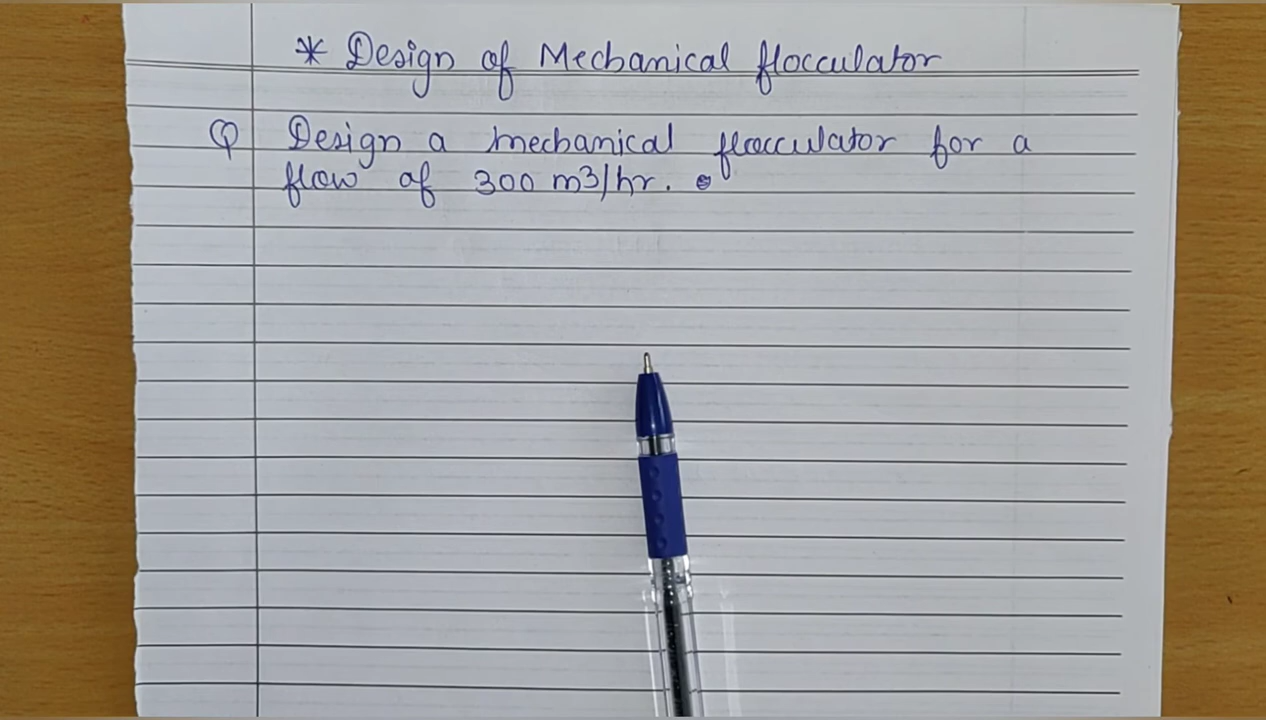 * Design of Mechanical flocculator
Q Design a mechanical flocculator for a
flow of 300 m3/hr.